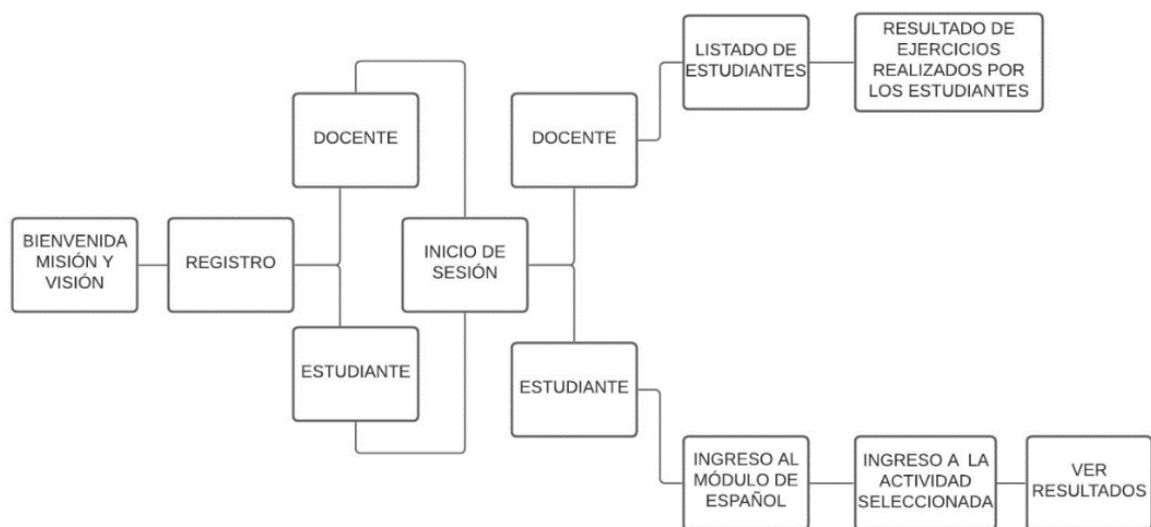 BIENVENIDA
MISIÓN Y
VISIÓN
REGISTRO
DOCENTE
ESTUDIANTE
INICIO DE
SESIÓN
DOCENTE
LISTADO DE
ESTUDIANTES
RESULTADO DE
EJERCICIOS
REALIZADOS POR
LOS ESTUDIANTES
ESTUDIANTE
INGRESO AL
MÓDULO DE
ESPAÑOL
INGRESO A LA
ACTIVIDAD
SELECCIONADA
VER
RESULTADOS